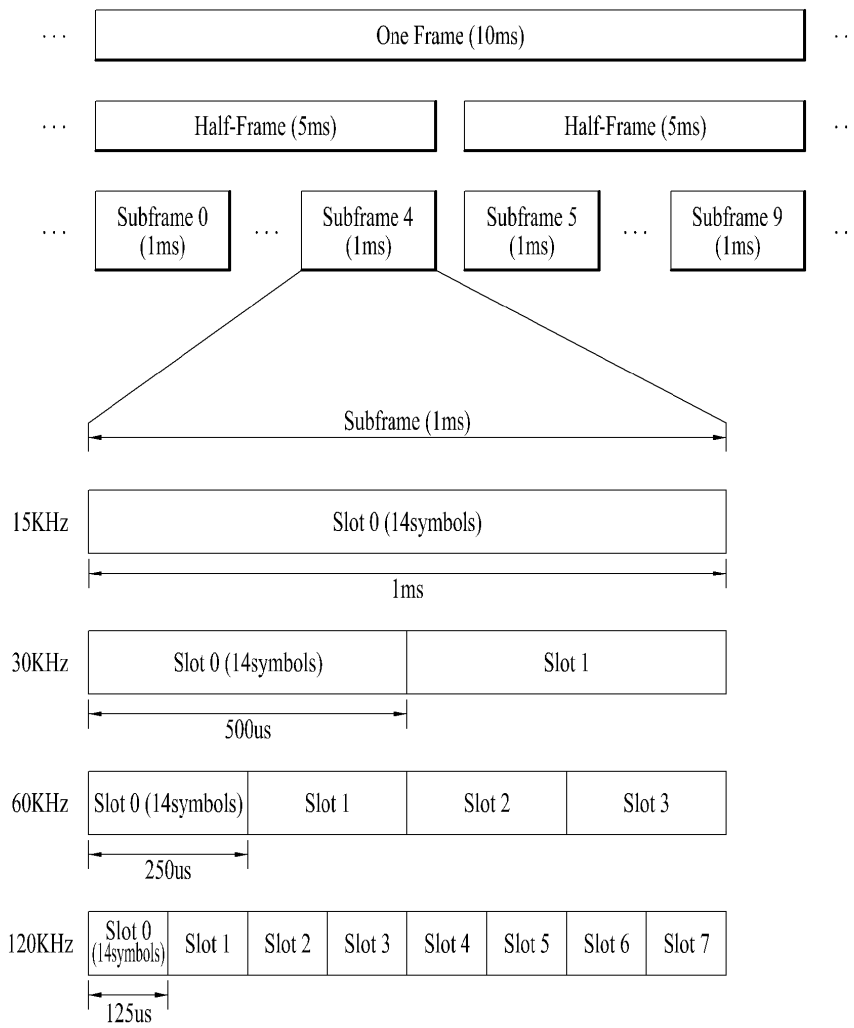 ... One Frame (10ms) ..
... Half-Frame (5ms) Half-Frame (5ms) ..
... Subframe 0 (1ms) ... Subframe 4 (1ms) Subframe 5 (1ms) ... Subframe 9 (1ms) ..
Subframe (1ms)
15KHz Slot 0 (14symbols)
1ms
30KHz Slot 0 (14symbols) Slot 1
500us
60KHz Slot 0 (14symbols) Slot 1 Slot 2 Slot 3
250us
120KHz Slot 0 (14symbols) Slot 1 Slot 2 Slot 3 Slot 4 Slot 5 Slot 6 Slot 7
125us